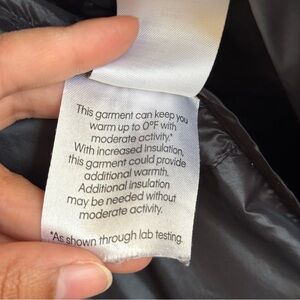 This garment can keep you
warm up to 0°F with
moderate activity.*
With increased insulation,
this garment could provide
additional warmth.
Additional insulation
may be needed without
moderate activity.
*As shown through lab testing.